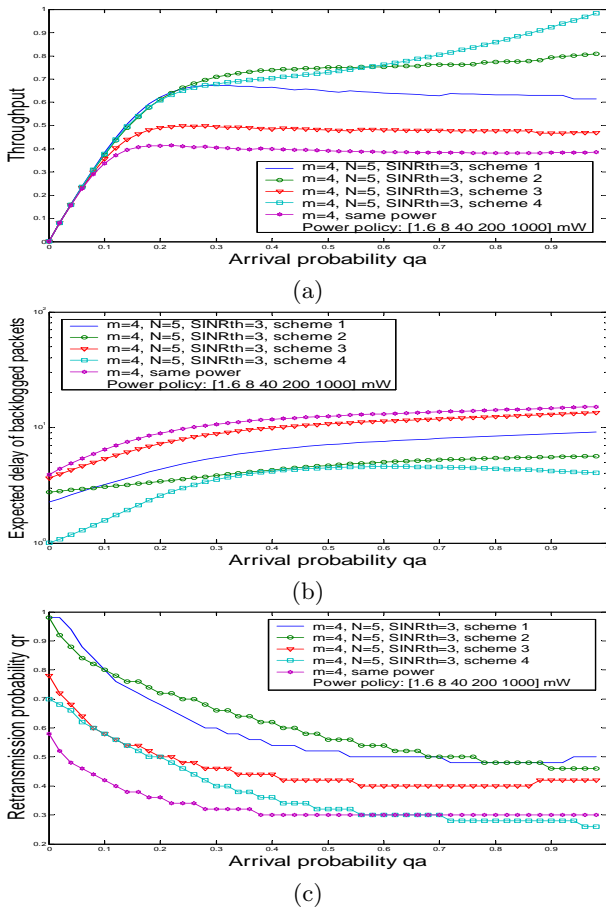 1
0.9
0.8
0.7
0.6
0.5
0.4
0.3
0.2
0.1
0
Throughput
m=4, N=5, SINRth=3, scheme 1
m=4, N=5, SINRth=3, scheme 2
m=4, N=5, SINRth=3, scheme 3
m=4, N=5, SINRth=3, scheme 4
m=4, same power
Power policy: [1.6 8 40 200 1000] mW
0 0.1 0.2 0.3 0.4 0.5 0.6 0.7 0.8 0.9
Arrival probability qa
(a)
10^2
10^1
10^0
Expected delay of backlogged packets
m=4, N=5, SINRth=3, scheme 1
m=4, N=5, SINRth=3, scheme 2
m=4, N=5, SINRth=3, scheme 3
m=4, N=5, SINRth=3, scheme 4
m=4, same power
Power policy: [1.6 8 40 200 1000] mW
0 0.1 0.2 0.3 0.4 0.5 0.6 0.7 0.8 0.9
Arrival probability qa
(b)
1
0.9
0.8
0.7
0.6
0.5
0.4
0.3
0.2
Retransmission probability qr
m=4, N=5, SINRth=3, scheme 1
m=4, N=5, SINRth=3, scheme 2
m=4, N=5, SINRth=3, scheme 3
m=4, N=5, SINRth=3, scheme 4
m=4, same power
Power policy: [1.6 8 40 200 1000] mW
0 0.1 0.2 0.3 0.4 0.5 0.6 0.7 0.8 0.9
Arrival probability qa
(c)